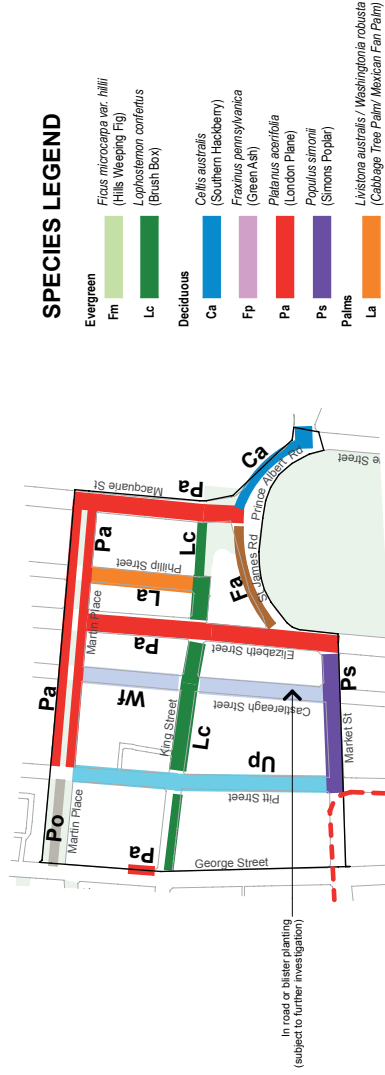 SPECIES LEGEND
Evergreen
Fm
Ficus microcarpa var. hillii
(Hills Weeping Fig)
Lc
Lophostemon confertus
(Brush Box)
Deciduous
Ca
Celtis australis
(Southern Hackberry)
Fp
Fraxinus pennsylvanica
(Green Ash)
Pa
Platanus acerifolia
(London Plane)
Ps
Populus simonii
(Simons Poplar)
Palms
La
Livistona australis / Washingtonia robusta
(Cabbage Tree Palm/ Mexican Fan Palm)
Po
Martin Place
Pa
Martin Place
Pa
Macquarie St
Pa
Phillip Street
La
Lc
Pa
Elizabeth Street
Wf
Castlereagh Street
King Street
Lc
Up
Pitt Street
Pa
George Street
Fa
St James Rd
Prince Albert Rd
Ca
e Street
Ps
Market St
In road or blister planting
(subject to further investigation)